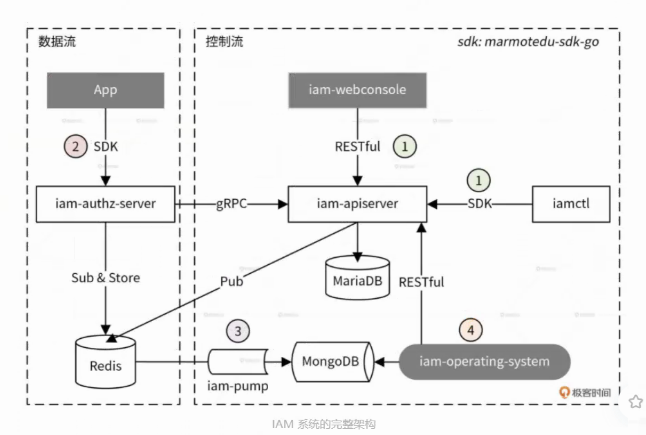 数据流
控制流
sdk: marmotedu-sdk-go
App
iam-webconsole
2
SDK
RESTful
1
1
iam-authz-server
gRPC
iam-apiserver
SDK
iamctl
Sub & Store
Pub
MariaDB
RESTful
3
4
Redis
iam-pump
MongoDB
iam-operating-system
极客时间
IAM 系统的完整架构